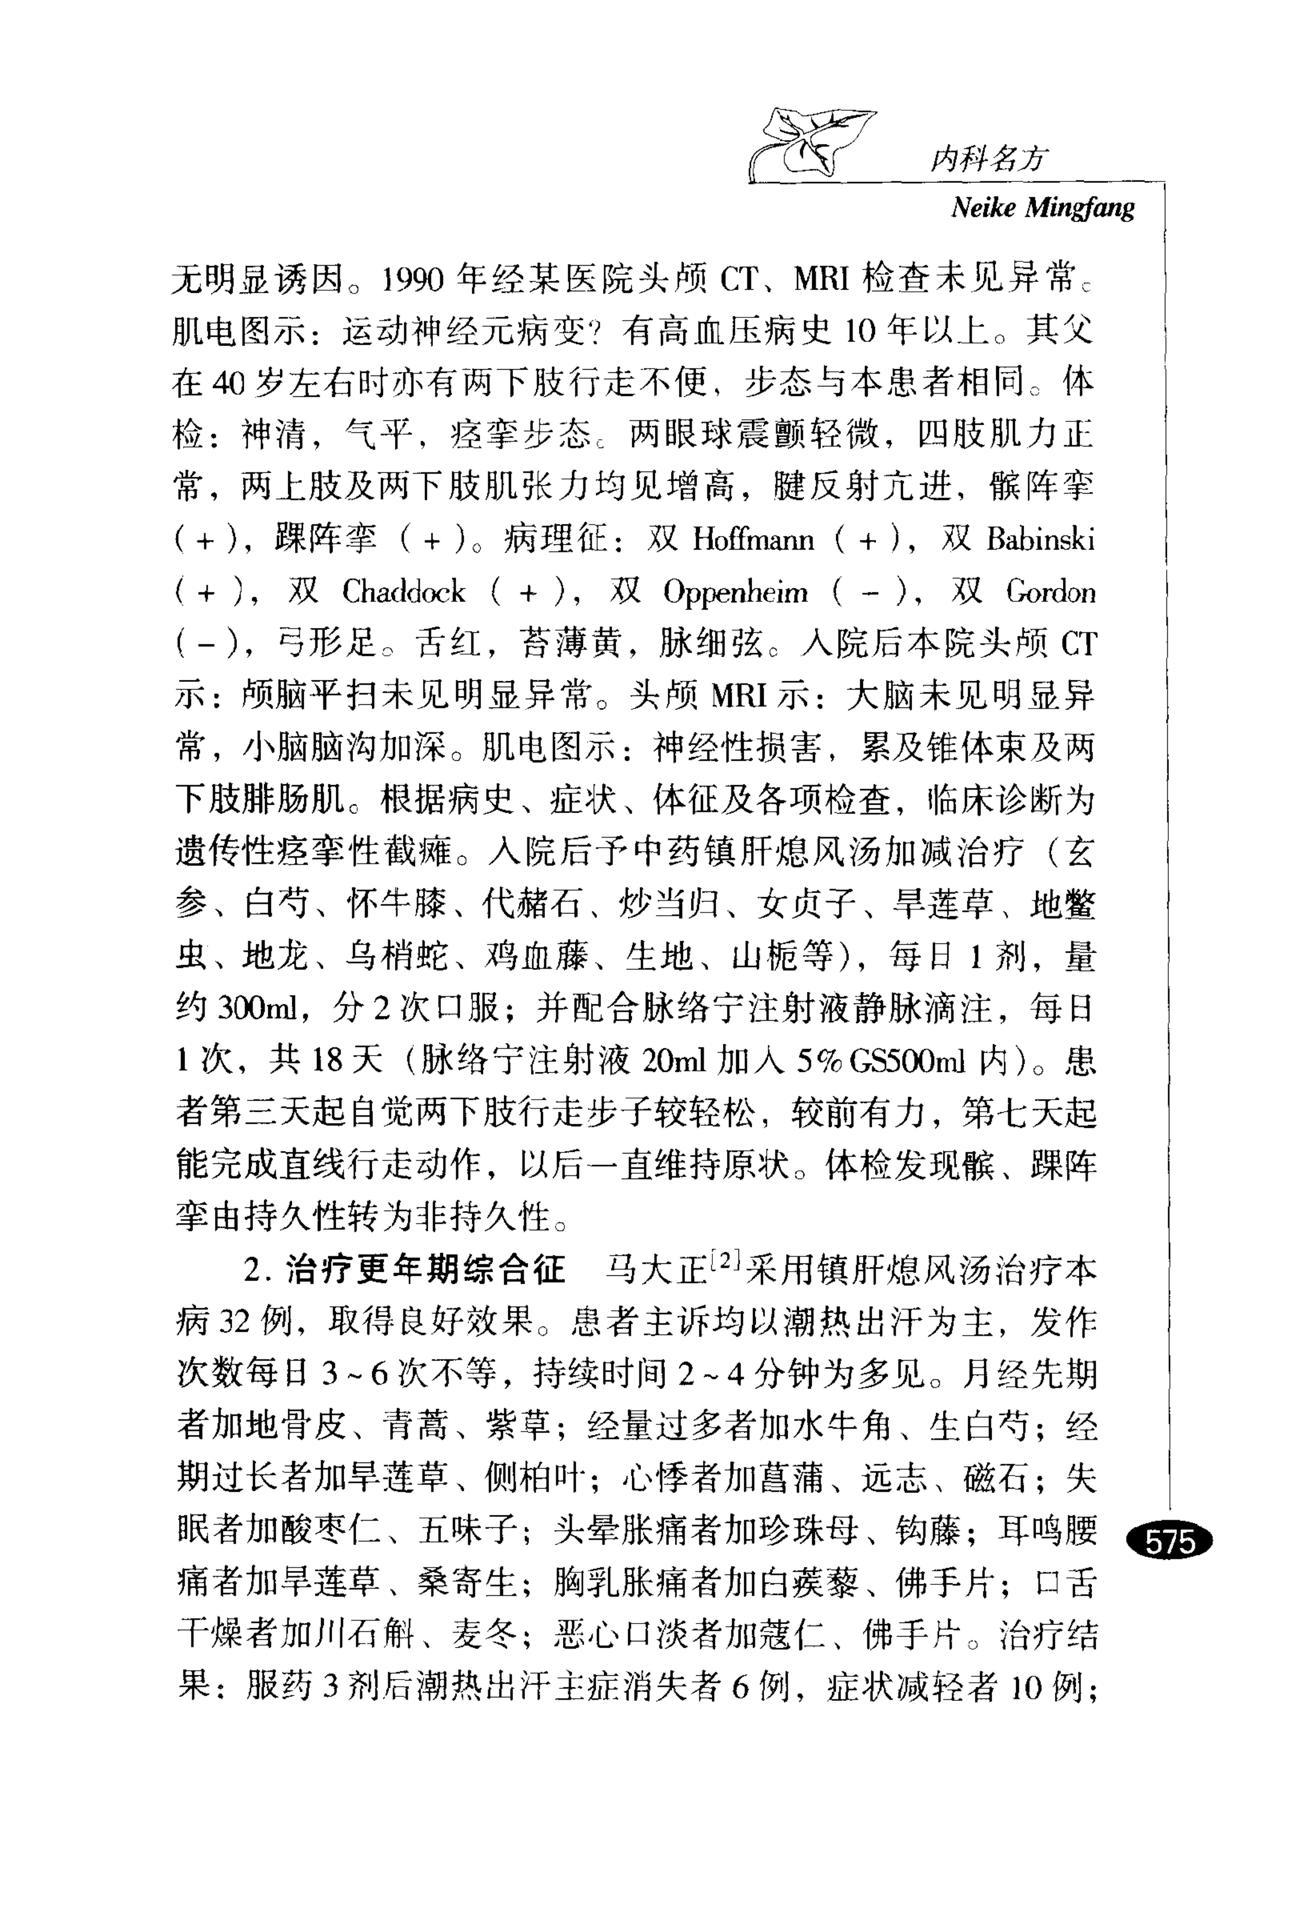 内科名方
Neike Mingfang
无明显诱因。1990 年经某医院头颅 CT、MRI 检查未见异常。
肌电图示：运动神经元病变？有高血压病史 10 年以上。其父
在 40 岁左右时亦有两下肢行走不便，步态与本患者相同。体
检：神清，气平，痉挛步态。两眼球震颤轻微，四肢肌力正
常，两上肢及两下肢肌张力均见增高，腱反射亢进，髌阵挛
（+），踝阵挛（+）。病理征：双 Hoffmann（+），双 Babinski
（+），双 Chaddock（+），双 Oppenheim（-），双 Gordon
（-），弓形足。舌红，苔薄黄，脉细弦。入院后本院头颅 CT
示：颅脑平扫未见明显异常。头颅 MRI 示：大脑未见明显异
常，小脑脑沟加深。肌电图示：神经性损害，累及锥体束及两
下肢腓肠肌。根据病史、症状、体征及各项检查，临床诊断为
遗传性痉挛性截瘫。入院后予中药镇肝熄风汤加减治疗（玄
参、白芍、怀牛膝、代赭石、炒当归、女贞子、旱莲草、地鳖
虫、地龙、乌梢蛇、鸡血藤、生地、山栀等），每日 1 剂，量
约 300ml，分 2 次口服；并配合脉络宁注射液静脉滴注，每日
1 次，共 18 天（脉络宁注射液 20ml 加入 5% GS500ml 内）。患
者第三天起自觉两下肢行走步子较轻松，较前有力，第七天起
能完成直线行走动作，以后一直维持原状。体检发现髌、踝阵
挛由持久性转为非持久性。
2. 治疗更年期综合征 马大正[2]采用镇肝熄风汤治疗本
病 32 例，取得良好效果。患者主诉均以潮热出汗为主，发作
次数每日 3~6 次不等，持续时间 2~4 分钟为多见。月经先期
者加地骨皮、青蒿、紫草；经量过多者加水牛角、生白芍；经
期过长者加旱莲草、侧柏叶；心悸者加菖蒲、远志、磁石；失
眠者加酸枣仁、五味子；头晕胀痛者加珍珠母、钩藤；耳鸣腰
痛者加旱莲草、桑寄生；胸乳胀痛者加白蒺藜、佛手片；口舌
干燥者加川石斛、麦冬；恶心口淡者加蔻仁、佛手片。治疗结
果：服药 3 剂后潮热出汗主症消失者 6 例，症状减轻者 10 例；
575